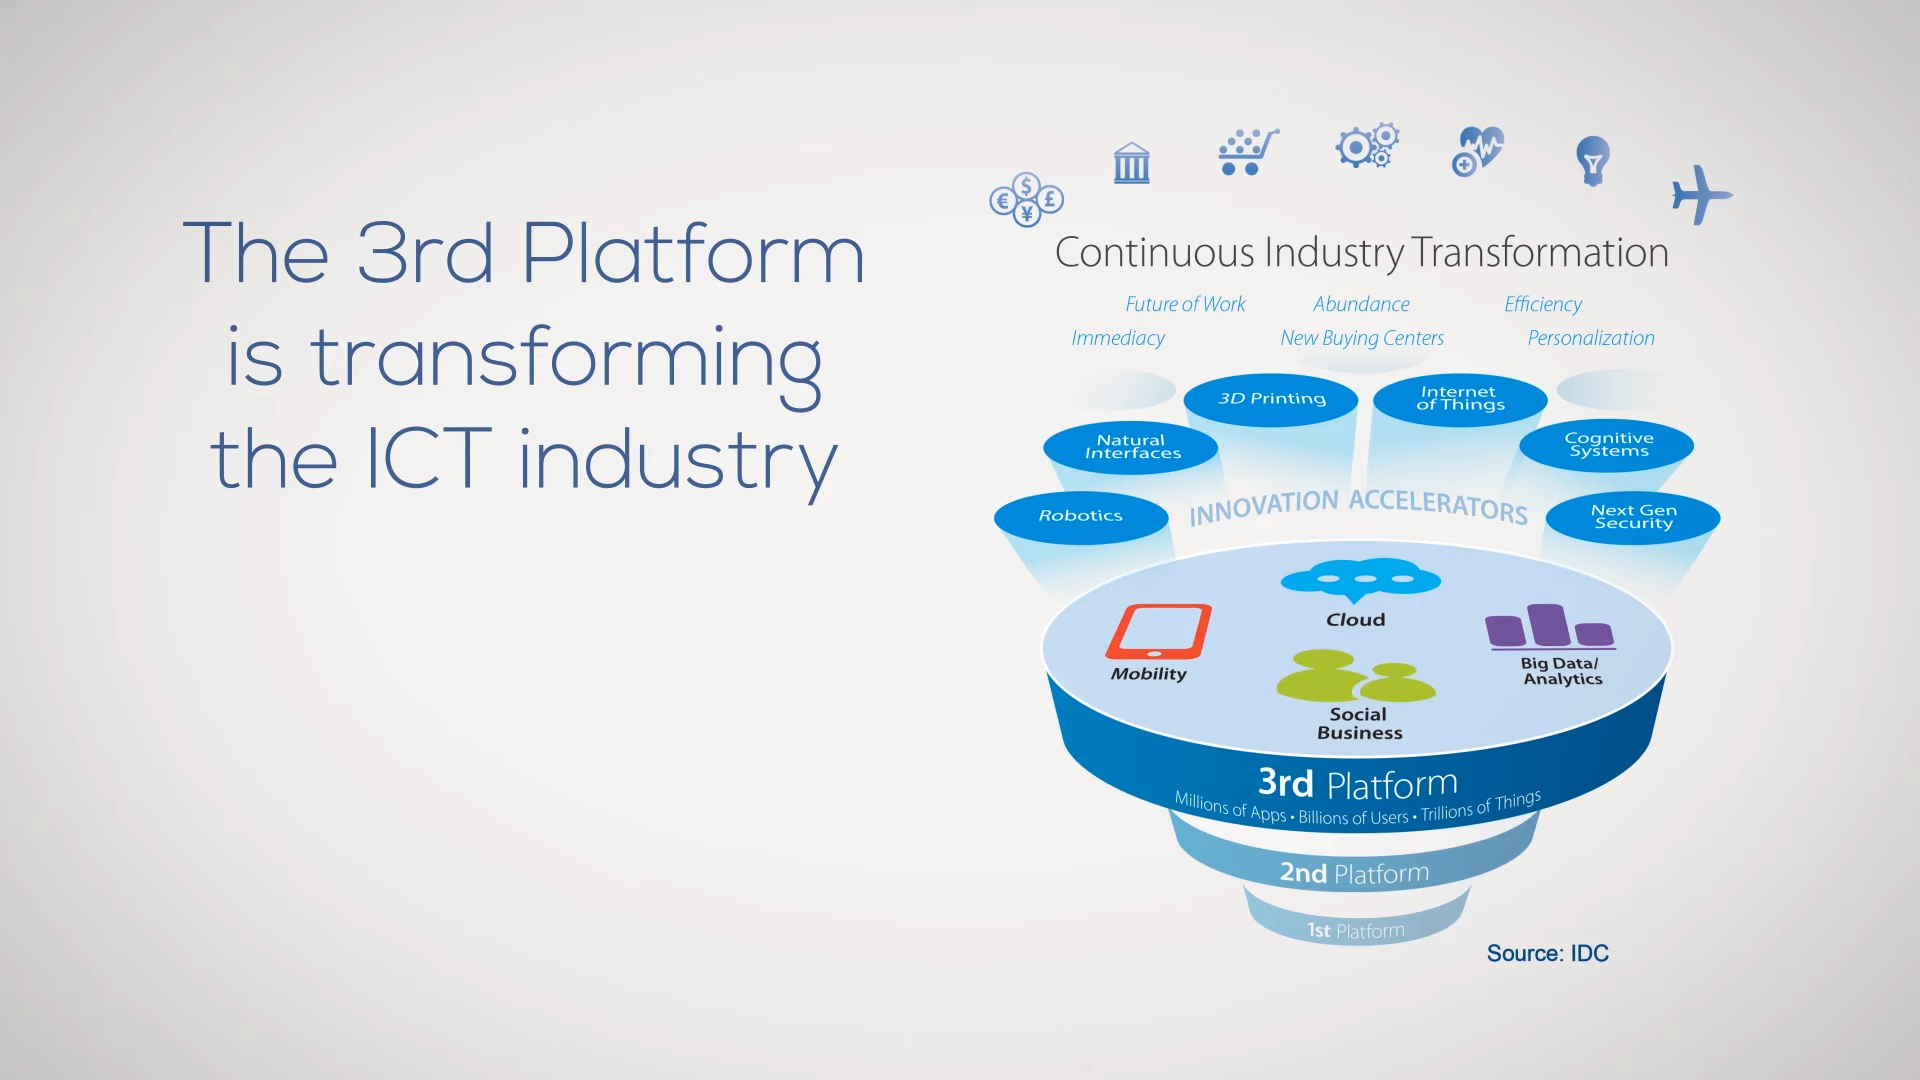 The 3rd Platform
is transforming
the ICT industry
$
€ £
¥
Continuous Industry Transformation
Future of Work Abundance Efficiency
Immediacy New Buying Centers Personalization
3D Printing
Internet
of Things
Natural
Interfaces
Cognitive
Systems
Robotics
INNOVATION ACCELERATORS
Next Gen
Security
Cloud
Mobility
Big Data/
Analytics
Social
Business
3rd Platform
Millions of Apps • Billions of Users • Trillions of Things
2nd Platform
1st Platform
Source: IDC